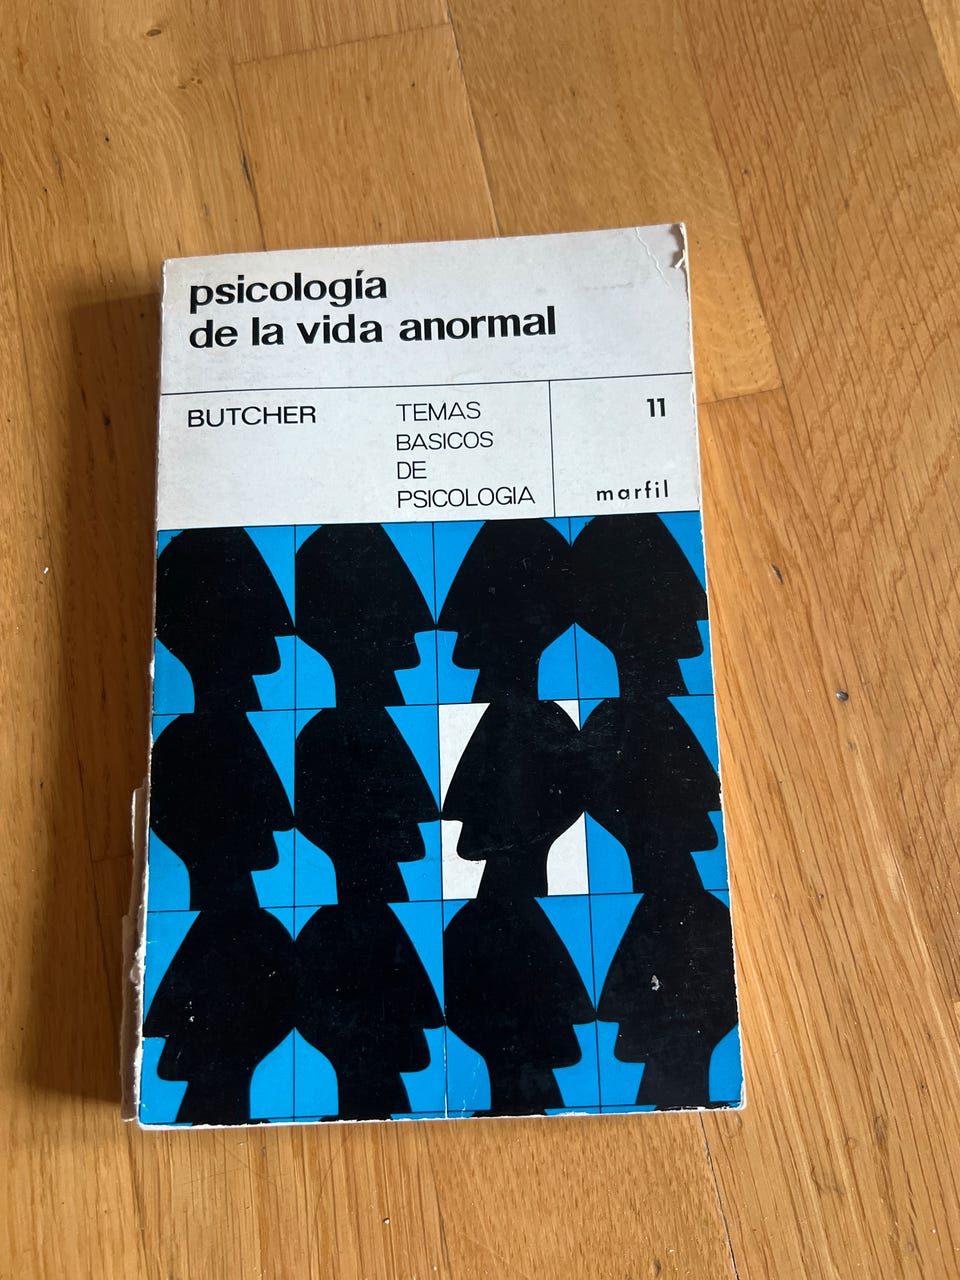 psicología
de la vida anormal
BUTCHER
TEMAS
BASICOS
DE
PSICOLOGIA
11
marfil